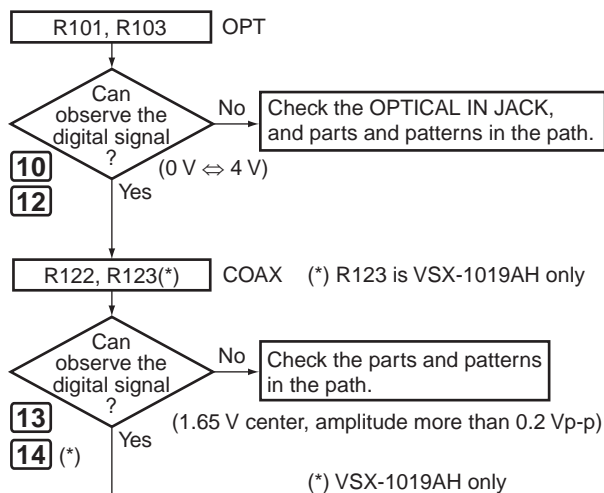 R101, R103 OPT
Can
observe the
digital signal
?
No
Check the OPTICAL IN JACK,
and parts and patterns in the path.
10
(0 V ⇔ 4 V)
12
Yes
R122, R123(*) COAX (*) R123 is VSX-1019AH only
Can
observe the
digital signal
?
No
Check the parts and patterns
in the path.
13
(1.65 V center, amplitude more than 0.2 Vp-p)
14 (*)
Yes
(*) VSX-1019AH only